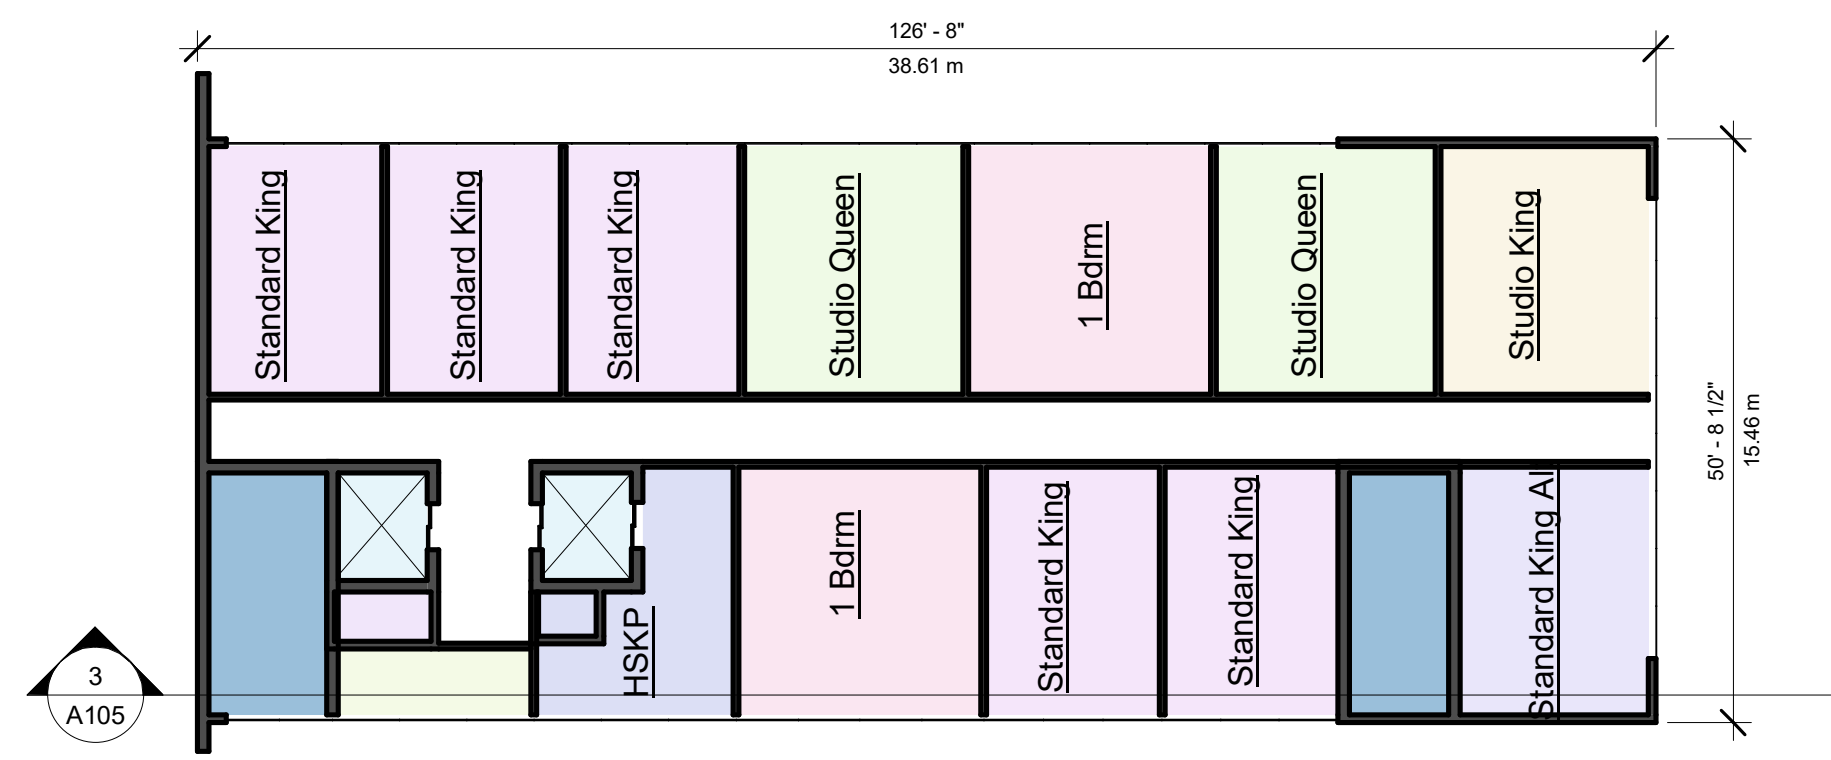 126' - 8"
38.61 m
Standard King
Standard King
Standard King
Studio Queen
1 Bdrm
Studio Queen
Studio King
50' - 8 1/2"
15.46 m
HSKP
1 Bdrm
Standard King
Standard King
Standard King Al
3
A105